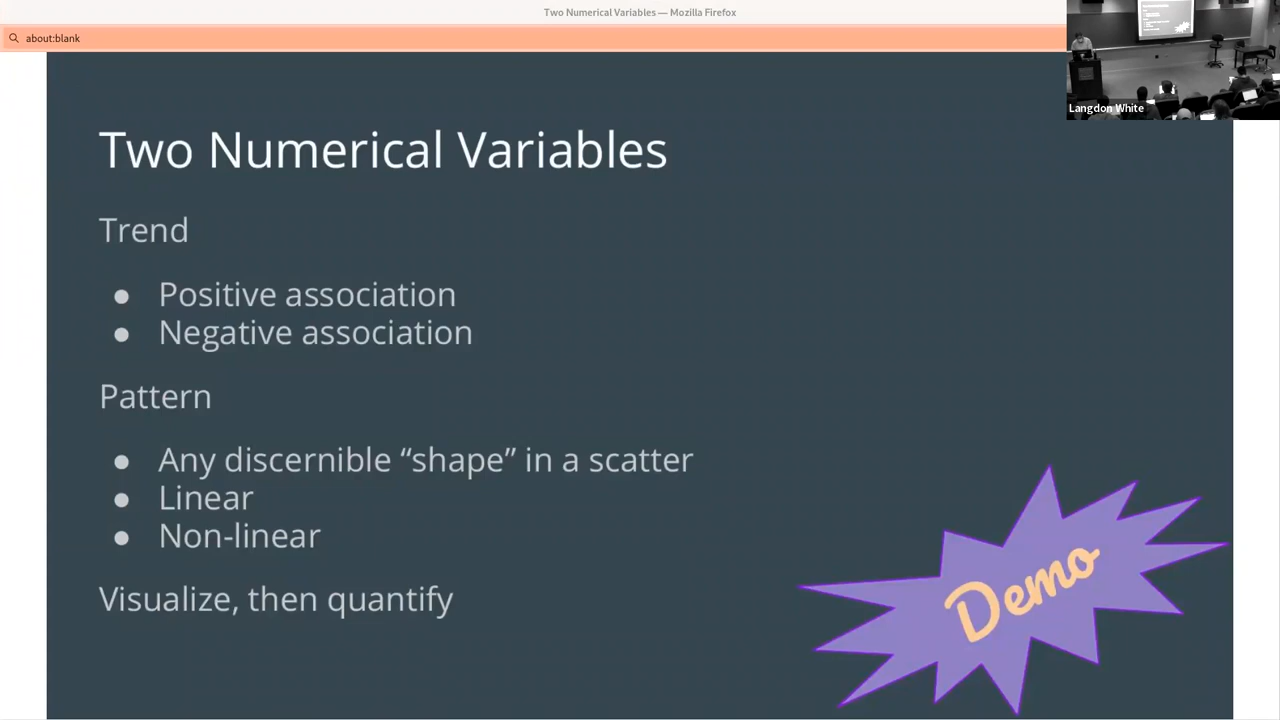 Two Numerical Variables — Mozilla Firefox
about:blank
Langdon White
Two Numerical Variables
Trend
● Positive association
● Negative association
Pattern
● Any discernible “shape” in a scatter
● Linear
● Non-linear
Visualize, then quantify
Demo